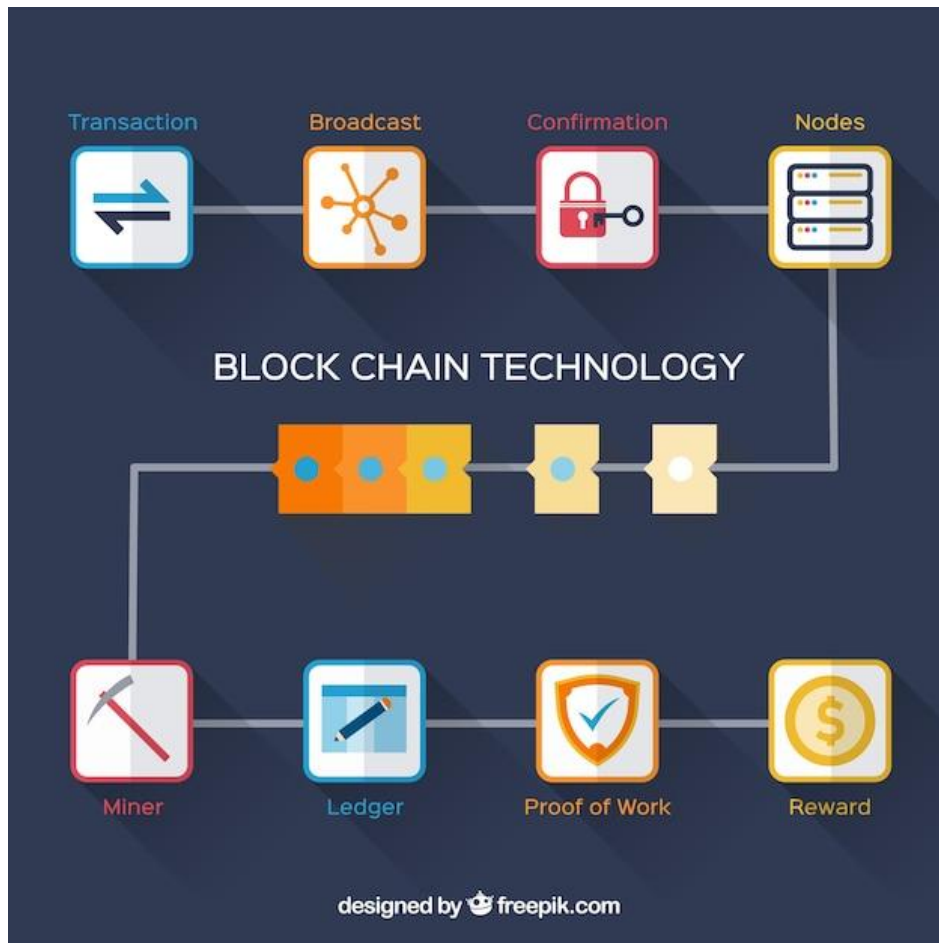 Transaction Broadcast Confirmation Nodes
BLOCK CHAIN TECHNOLOGY
Miner Ledger Proof of Work Reward
designed by freepik.com